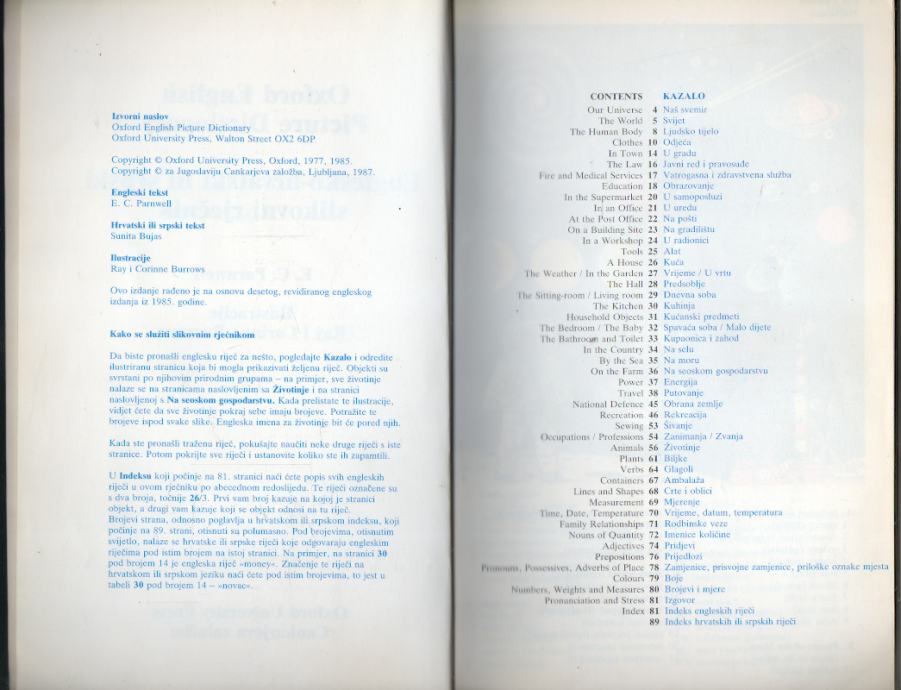 Izvorni naslov
Oxford English Picture Dictionary
Oxford University Press, Walton Street OX2 6DP
Copyright © Oxford University Press, Oxford, 1977, 1985.
Copyright © za Jugoslaviju Cankarjeva založba, Ljubljana, 1987.
Engleski tekst
E. C. Parnwell
Hrvatski ili srpski tekst
Sunita Bujas
Ilustracije
Ray i Corinne Burrows
Ovo izdanje rađeno je na osnovu desetog, revidiranog engleskog
izdanja iz 1985. godine.
Kako se služiti slikovnim rječnikom
Da biste pronašli englesku riječ za nešto, pogledajte Kazalo i odredite
ilustriranu stranicu koja bi mogla prikazivati željenu riječ. Objekti su
svrstani po njihovim prirodnim grupama – na primjer, sve životinje
nalaze se na stranicama naslovljenim sa Životinje i na stranici
naslovljenoj s Na seoskom gospodarstvu. Kada prelistate te ilustracije,
vidjet ćete da sve životinje pokraj sebe imaju brojeve. Potražite te
brojeve ispod svake slike. Engleska imena za životinje bit će pored njih.
Kada ste pronašli traženu riječ, pokušajte naučiti neke druge riječi s iste
stranice. Potom pokrijte sve riječi i ustanovite koliko ste ih zapamtili.
U Indeksu koji počinje na 81. stranici naći ćete popis svih engleskih
riječi u ovom rječniku po abecednom redoslijedu. Te riječi označene su
s dva broja, točnije 26/3. Prvi vam broj kazuje na kojoj je stranici
objekt, a drugi vam kazuje koji se objekt odnosi na tu riječ.
Brojevi strana, odnosno poglavlja u hrvatskom ili srpskom indeksu, koji
počinje na 89. strani, otisnuti su polumasno. Pod brojevima, otisnutim
svijetlo, nalaze se hrvatske ili srpske riječi koje odgovaraju engleskim
riječima pod istim brojem na istoj stranici. Na primjer, na stranici 30
pod brojem 14 je engleska riječ »money«. Značenje te riječi na
hrvatskom ili srpskom jeziku naći ćete pod istim brojevima, to jest u
tabeli 30 pod brojem 14 – »novac«.
CONTENTS KAZALO
Our Universe 4 Naš svemir
The World 5 Svijet
The Human Body 8 Ljudsko tijelo
Clothes 10 Odjeća
In Town 14 U gradu
The Law 16 Javni red i pravosuđe
Fire and Medical Services 17 Vatrogasna i zdravstvena služba
Education 18 Obrazovanje
In the Supermarket 20 U samoposluzi
In an Office 21 U uredu
At the Post Office 22 Na pošti
On a Building Site 23 Na gradilištu
In a Workshop 24 U radionici
Tools 25 Alat
A House 26 Kuća
The Weather / In the Garden 27 Vrijeme / U vrtu
The Hall 28 Predsoblje
The Sitting-room / Living room 29 Dnevna soba
The Kitchen 30 Kuhinja
Household Objects 31 Kućanski predmeti
The Bedroom / The Baby 32 Spavaća soba / Malo dijete
The Bathroom and Toilet 33 Kupaonica i zahod
In the Country 34 Na selu
By the Sea 35 Na moru
On the Farm 36 Na seoskom gospodarstvu
Power 37 Energija
Travel 38 Putovanje
National Defence 45 Obrana zemlje
Recreation 46 Rekreacija
Sewing 53 Šivanje
Occupations / Professions 54 Zanimanja / Zvanja
Animals 56 Životinje
Plants 61 Biljke
Verbs 64 Glagoli
Containers 67 Ambalaža
Lines and Shapes 68 Crte i oblici
Measurement 69 Mjerenje
Time, Date, Temperature 70 Vrijeme, datum, temperatura
Family Relationships 71 Rodbinske veze
Nouns of Quantity 72 Imenice količine
Adjectives 74 Pridjevi
Prepositions 76 Prijedlozi
Pronouns, Possessives, Adverbs of Place 78 Zamjenice, prisvojne zamjenice, priloške oznake mjesta
Colours 79 Boje
Numbers, Weights and Measures 80 Brojevi i mjere
Pronunciation and Stress 81 Izgovor
Index 81 Indeks engleskih riječi
89 Indeks hrvatskih ili srpskih riječi